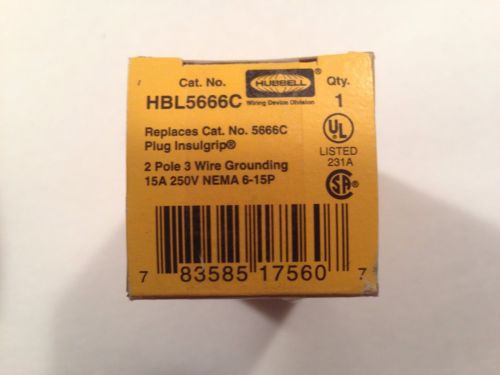 Cat. No.
HUBBELL
Qty.
HBL5666C
Wiring Device Division
1
Replaces Cat. No. 5666C
Plug Insulgrip®
UL
LISTED
231A
2 Pole 3 Wire Grounding
15A 250V NEMA 6-15P
SA
7 83585 17560 7